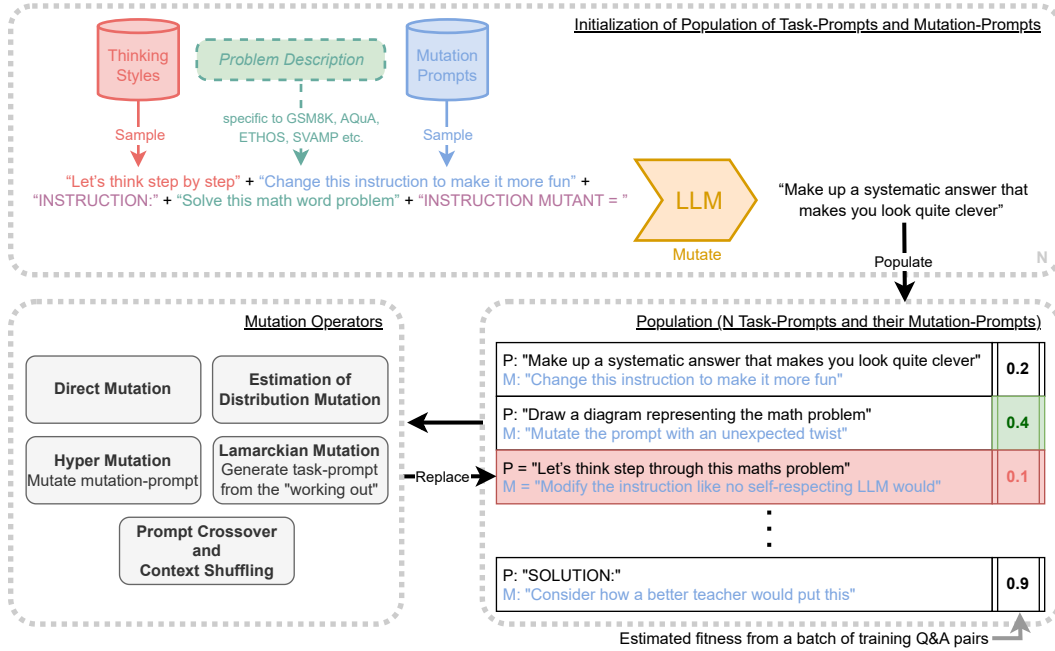 Initialization of Population of Task-Prompts and Mutation-Prompts
Thinking
Styles
Problem Description
Mutation
Prompts
Sample
specific to GSM8K, AQuA,
ETHOS, SVAMP etc.
Sample
“Let's think step by step” + “Change this instruction to make it more fun” +
“INSTRUCTION:” + “Solve this math word problem” + “INSTRUCTION MUTANT = ”
LLM
Mutate
“Make up a systematic answer that
makes you look quite clever”
Populate
N
Mutation Operators
Direct Mutation
Estimation of
Distribution Mutation
Hyper Mutation
Mutate mutation-prompt
Lamarckian Mutation
Generate task-prompt
from the "working out"
Prompt Crossover
and
Context Shuffling
Replace
Population (N Task-Prompts and their Mutation-Prompts)
P: "Make up a systematic answer that makes you look quite clever"
M: "Change this instruction to make it more fun"
0.2
P: "Draw a diagram representing the math problem"
M: "Mutate the prompt with an unexpected twist"
0.4
P = "Let's think step through this maths problem"
M = "Modify the instruction like no self-respecting LLM would"
0.1
P: "SOLUTION:"
M: "Consider how a better teacher would put this"
0.9
Estimated fitness from a batch of training Q&A pairs